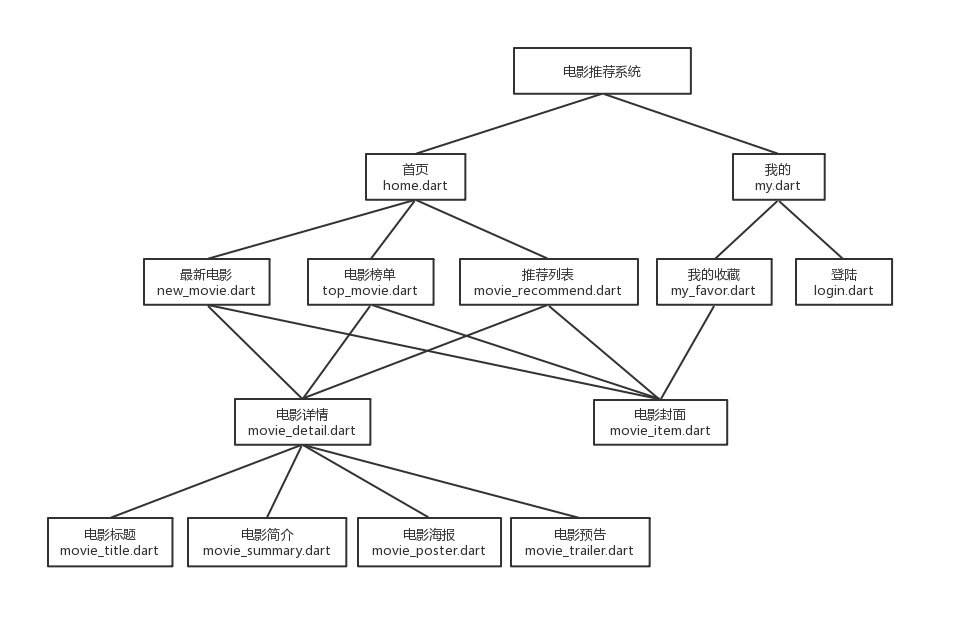 电影推荐系统
首页
home.dart
我的
my.dart
最新电影
new_movie.dart
电影榜单
top_movie.dart
推荐列表
movie_recommend.dart
我的收藏
my_favor.dart
登陆
login.dart
电影详情
movie_detail.dart
电影封面
movie_item.dart
电影标题
movie_title.dart
电影简介
movie_summary.dart
电影海报
movie_poster.dart
电影预告
movie_trailer.dart